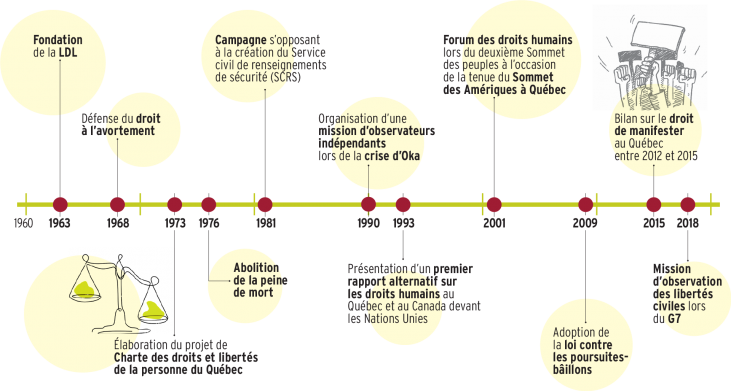 Fondation
de la LDL
Défense du droit
à l'avortement
Campagne s'opposant
à la création du Service
civil de renseignements
de sécurité (SCRS)
Organisation d'une
mission d'observateurs
indépendants
lors de la crise d'Oka
Forum des droits humains
lors du deuxième Sommet
des peuples à l'occasion
de la tenue du Sommet
des Amériques à Québec
Bilan sur le droit
de manifester
au Québec
entre 2012 et 2015
1960 1963 1968 1973 1976 1981 1990 1993 2001 2009 2015 2018
Élaboration du projet de
Charte des droits et libertés
de la personne du Québec
Abolition
de la peine
de mort
Présentation d'un premier
rapport alternatif sur
les droits humains au
Québec et au Canada devant
les Nations Unies
Adoption de
la loi contre
les poursuites-
bâillons
Mission
d'observation
des libertés
civiles lors
du G7